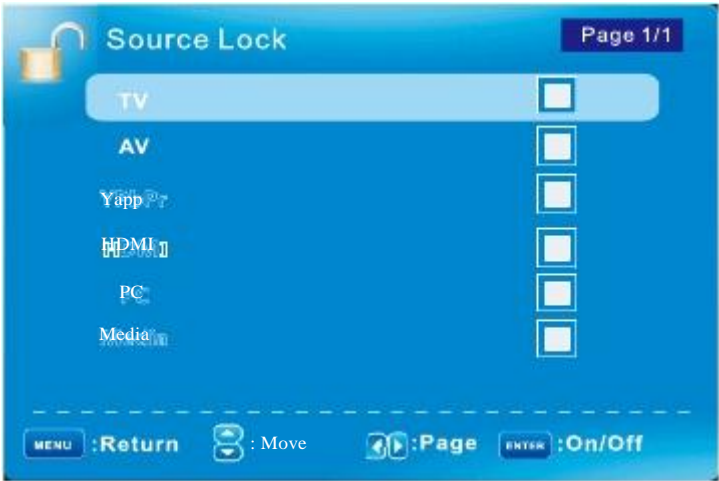 Source Lock
Page 1/1
TV
AV
Yapp
HDMI
PC
Media
MENU :Return : Move :Page ENTER :On/Off